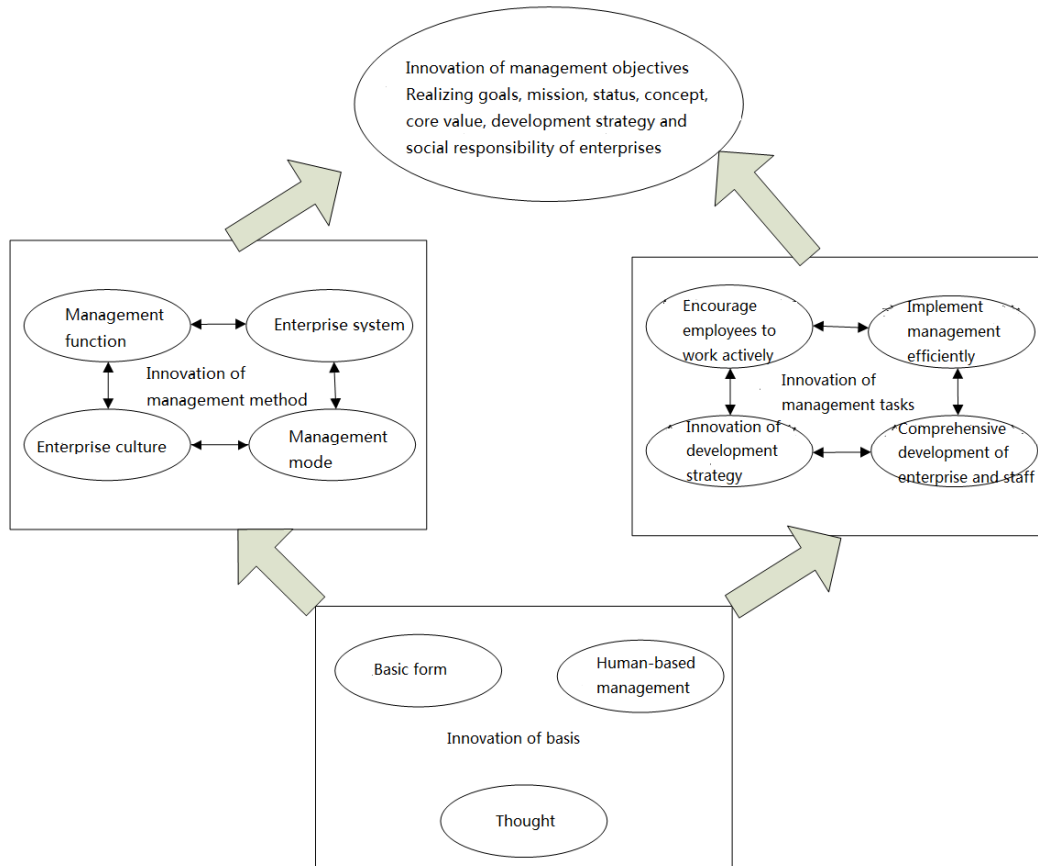 Innovation of management objectives
Realizing goals, mission, status, concept,
core value, development strategy and
social responsibility of enterprises
Management
function
Enterprise system
Innovation of
management method
Enterprise culture
Management
mode
Encourage
employees to
work actively
Implement
management
efficiently
Innovation of
management tasks
Innovation of
development
strategy
Comprehensive
development of
enterprise and staff
Basic form
Human-based
management
Innovation of basis
Thought